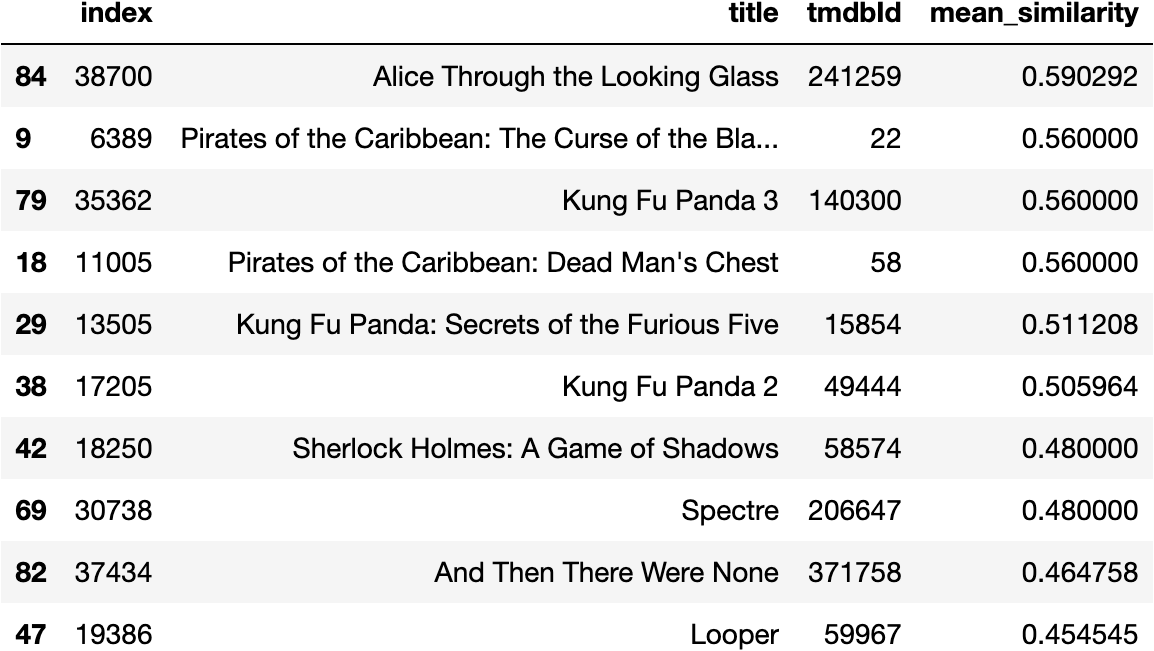 index title tmdbId mean_similarity
84 38700 Alice Through the Looking Glass 241259 0.590292
9 6389 Pirates of the Caribbean: The Curse of the Bla... 22 0.560000
79 35362 Kung Fu Panda 3 140300 0.560000
18 11005 Pirates of the Caribbean: Dead Man's Chest 58 0.560000
29 13505 Kung Fu Panda: Secrets of the Furious Five 15854 0.511208
38 17205 Kung Fu Panda 2 49444 0.505964
42 18250 Sherlock Holmes: A Game of Shadows 58574 0.480000
69 30738 Spectre 206647 0.480000
82 37434 And Then There Were None 371758 0.464758
47 19386 Looper 59967 0.454545